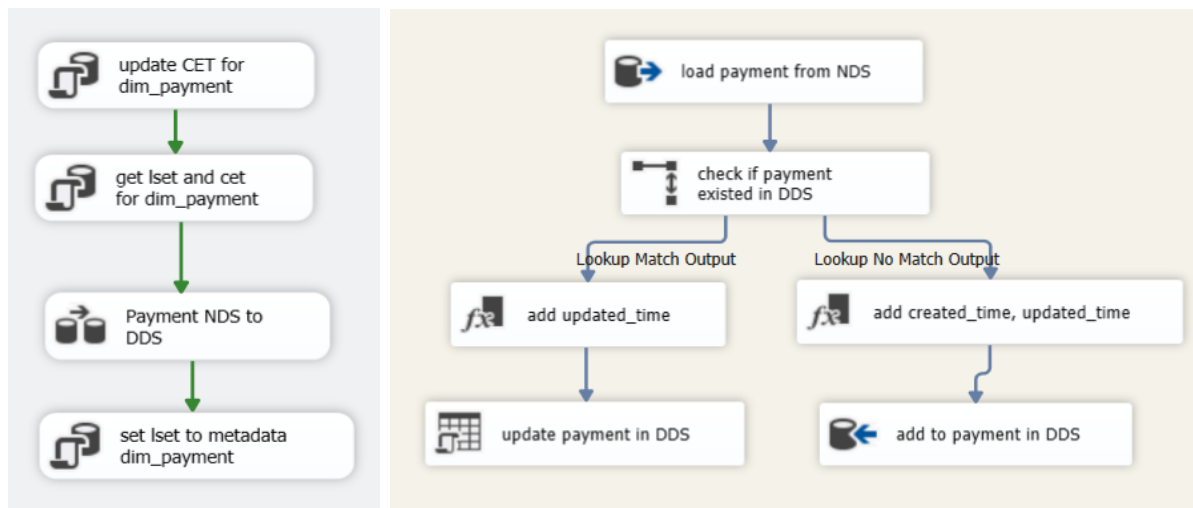 update CET for
dim_payment
get lset and cet
for dim_payment
Payment NDS to
DDS
set lset to metadata
dim_payment
load payment from NDS
check if payment
existed in DDS
Lookup Match Output
Lookup No Match Output
add updated_time
add created_time, updated_time
update payment in DDS
add to payment in DDS